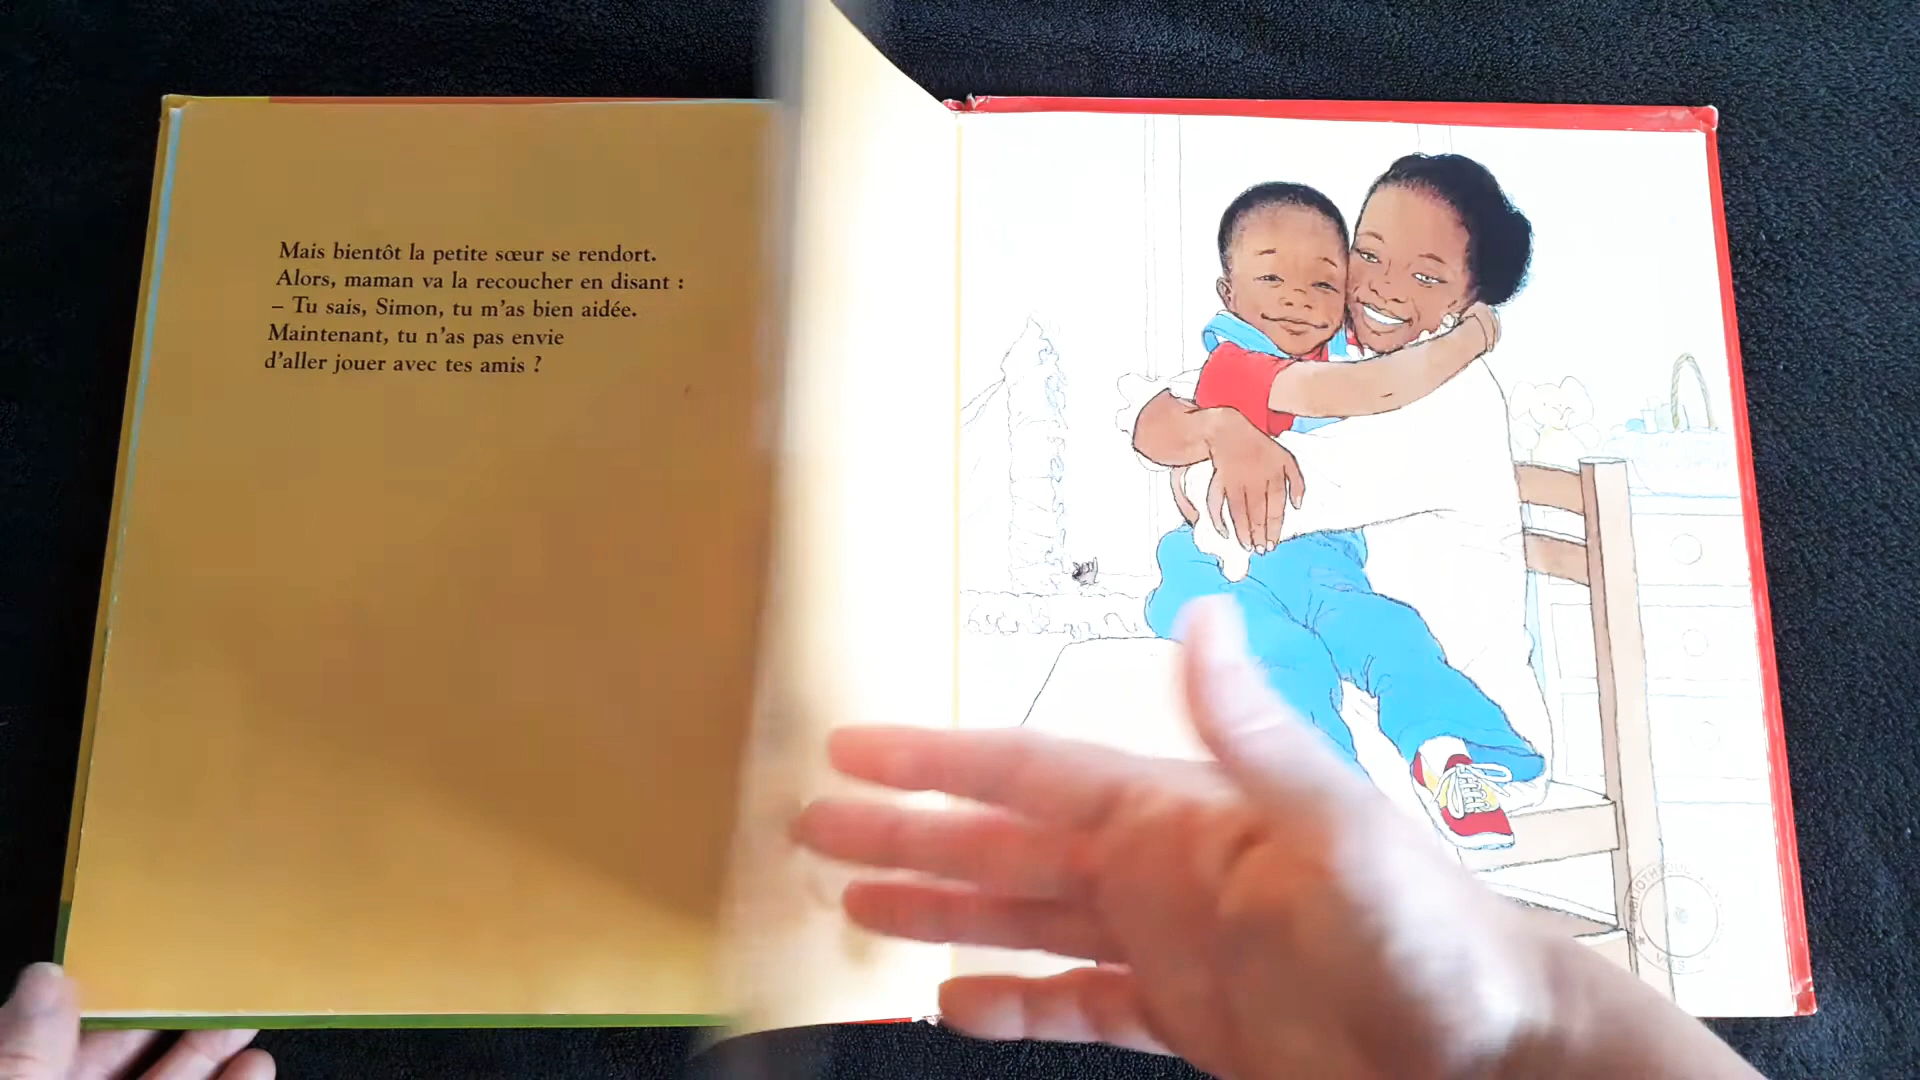 Mais bientôt la petite sœur se rendort.
Alors, maman va la recoucher en disant :
– Tu sais, Simon, tu m'as bien aidée.
Maintenant, tu n'as pas envie
d'aller jouer avec tes amis ?